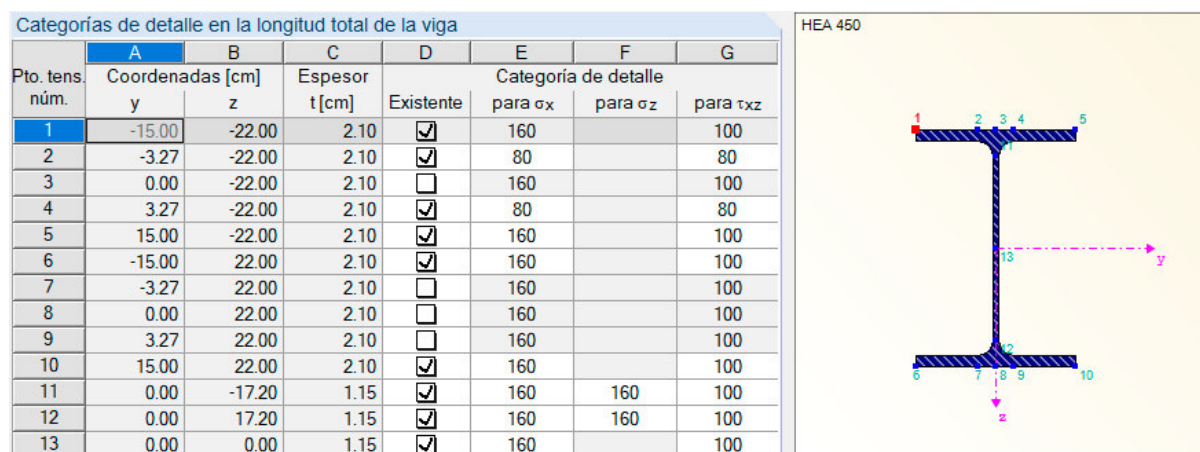 Categorías de detalle en la longitud total de la viga
A B C D E F G
Pto. tens. Coordenadas [cm] Espesor Categoría de detalle
núm. y z t [cm] Existente para σx para σz para τxz
1 -15.00 -22.00 2.10 160 100
2 -3.27 -22.00 2.10 80 80
3 0.00 -22.00 2.10 160 100
4 3.27 -22.00 2.10 80 80
5 15.00 -22.00 2.10 160 100
6 -15.00 22.00 2.10 160 100
7 -3.27 22.00 2.10 160 100
8 0.00 22.00 2.10 160 100
9 3.27 22.00 2.10 160 100
10 15.00 22.00 2.10 160 100
11 0.00 -17.20 1.15 160 160 100
12 0.00 17.20 1.15 160 160 100
13 0.00 0.00 1.15 160 100
HEA 450
1 2 3 4 5
11
13
y
12
6 7 8 9 10
z